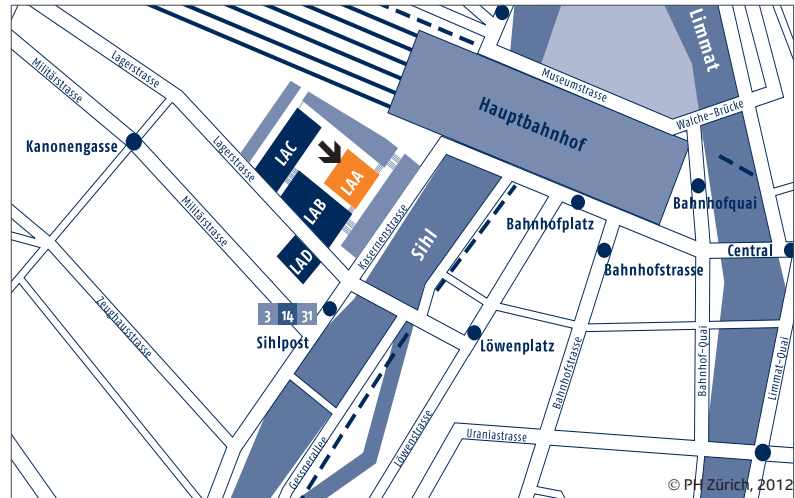 Limmat
Lagerstrasse
Militärstrasse
Museumstrasse
Hauptbahnhof
Walche-Brücke
Kanonengasse
Lagerstrasse
LAC
LAA
LAB
LAD
Militärstrasse
Kasernenstrasse
Sihl
Bahnhofquai
Bahnhofplatz
Central
Bahnhofstrasse
3 14 31
Sihlpost
Zeughausstrasse
Löwenplatz
Bahnhofstrasse
Bahnhof-Quai
Limmat-Quai
Uraniastrasse
Löwenstrasse
Gessnerallee
© PH Zürich, 2012